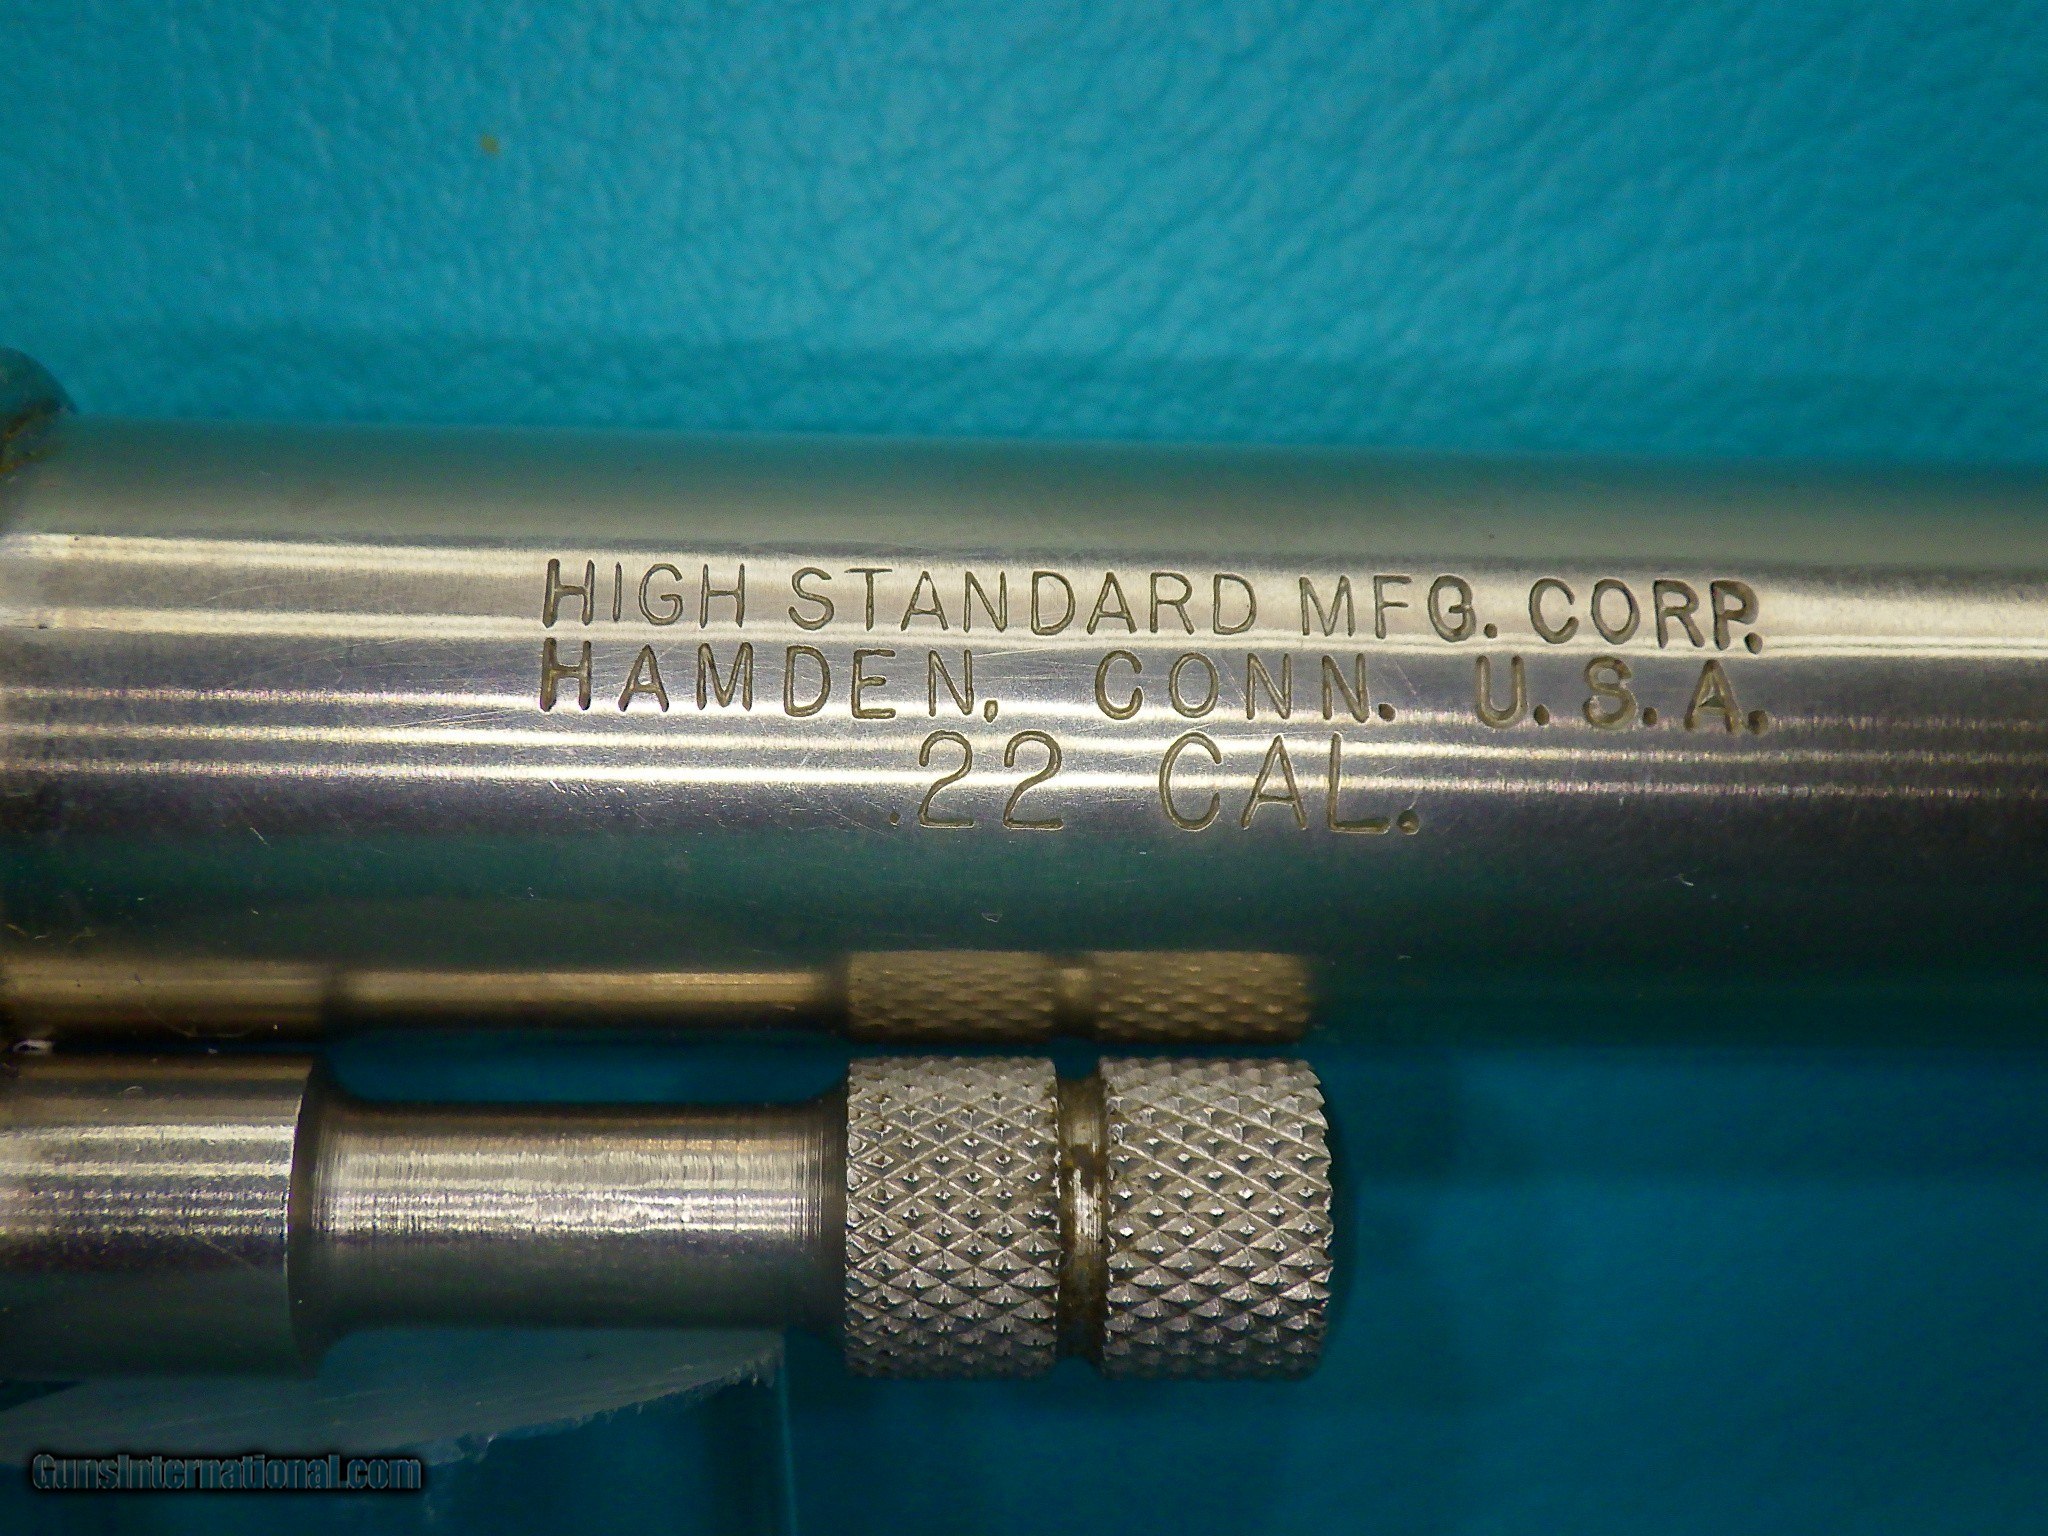 HIGH STANDARD MFG. CORP.
HAMDEN, CONN. U.S.A.
.22 CAL.
GunsInternational.com